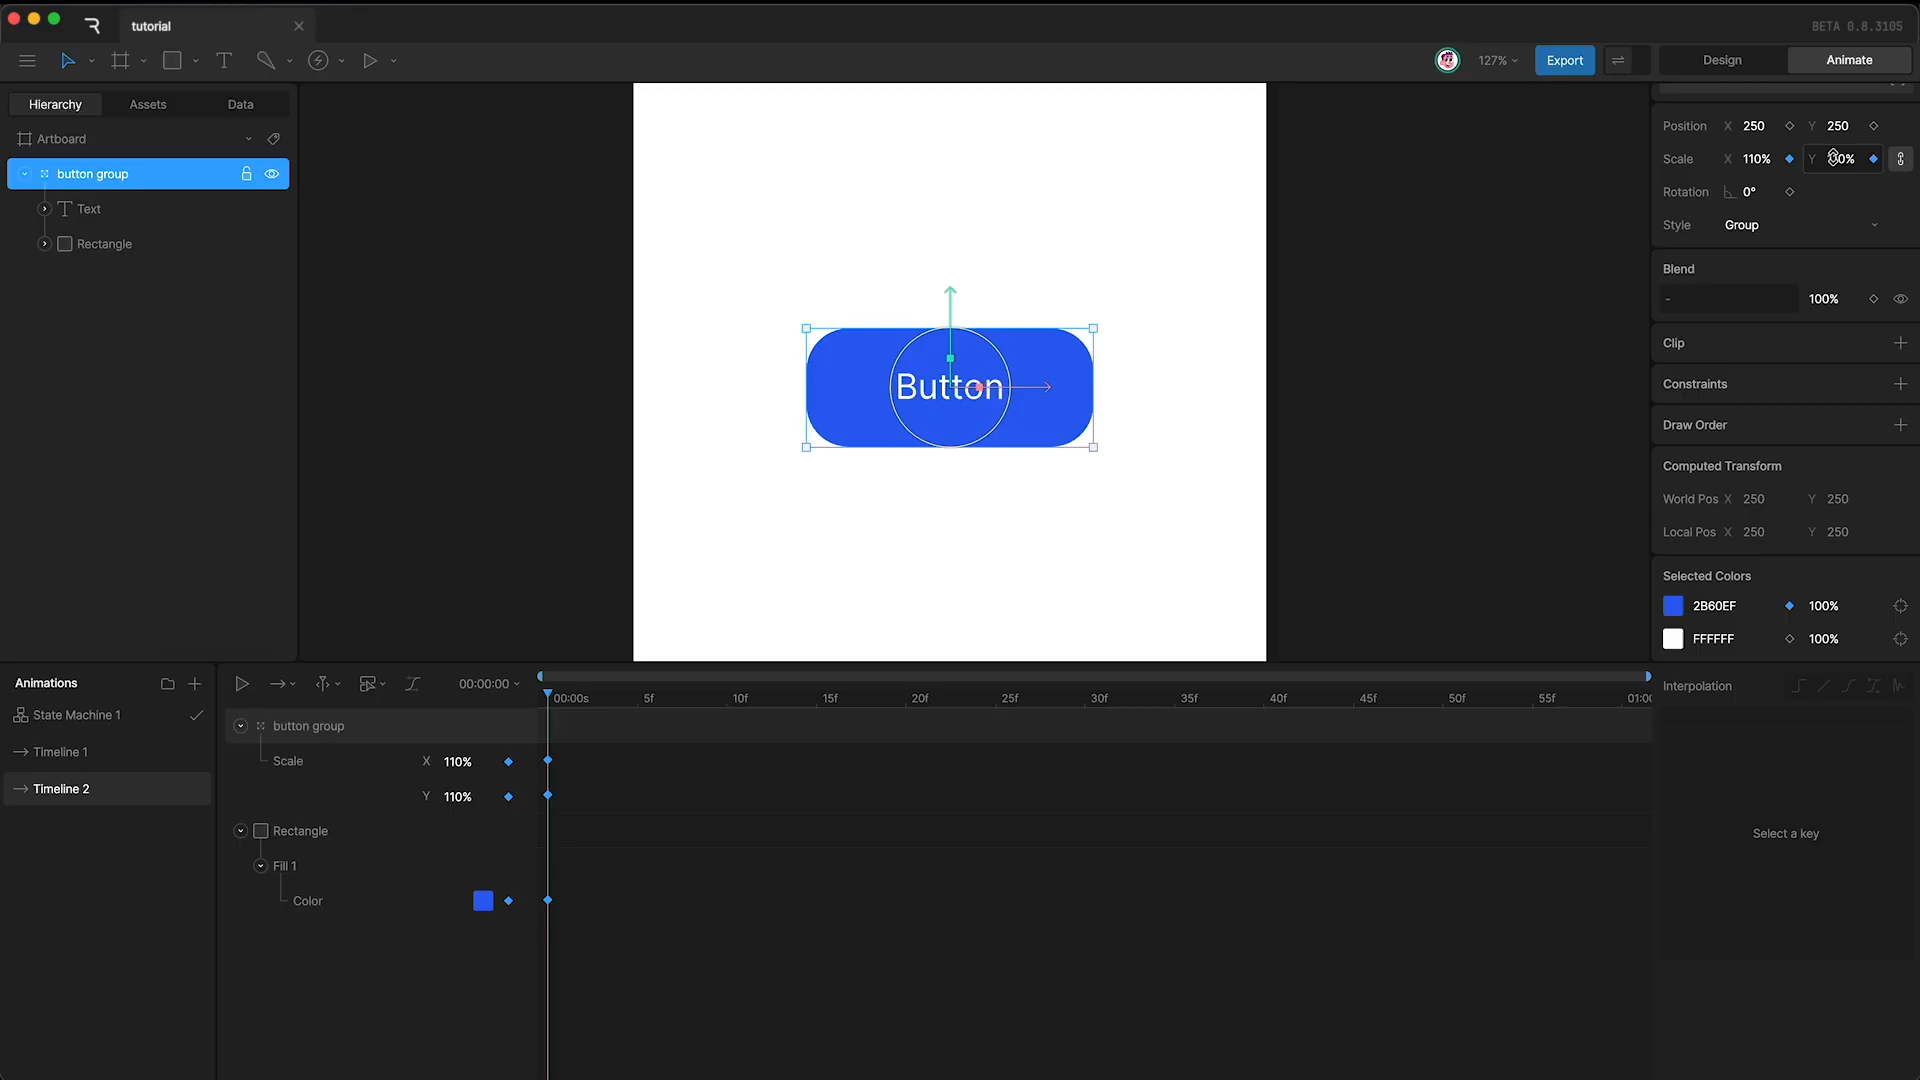 tutorial
BETA 0.8.3105
127%
Export
Design
Animate
Hierarchy
Assets
Data
Artboard
button group
Text
Rectangle
Button
Position X 250 Y 250
Scale X 110% Y
Rotation 0°
Style Group
Blend
- 100%
Clip
Constraints
Draw Order
Computed Transform
World Pos X 250 Y 250
Local Pos X 250 Y 250
Selected Colors
2B60EF 100%
FFFFFF 100%
Animations
State Machine 1
Timeline 1
Timeline 2
00:00:00
00:00s 5f 10f 15f 20f 25f 30f 35f 40f 45f 50f 55f 01:00
button group
Scale X 110%
Y 110%
Rectangle
Fill 1
Color
Interpolation
Select a key